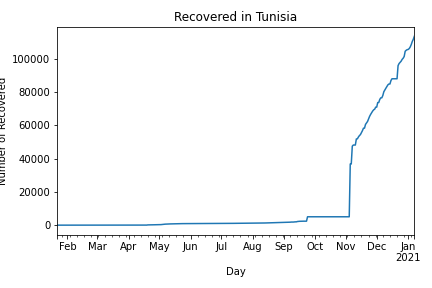 Recovered in Tunisia
Number of Recovered
100000
80000
60000
40000
20000
0
Feb Mar Apr May Jun Jul Aug Sep Oct Nov Dec Jan
2021
Day